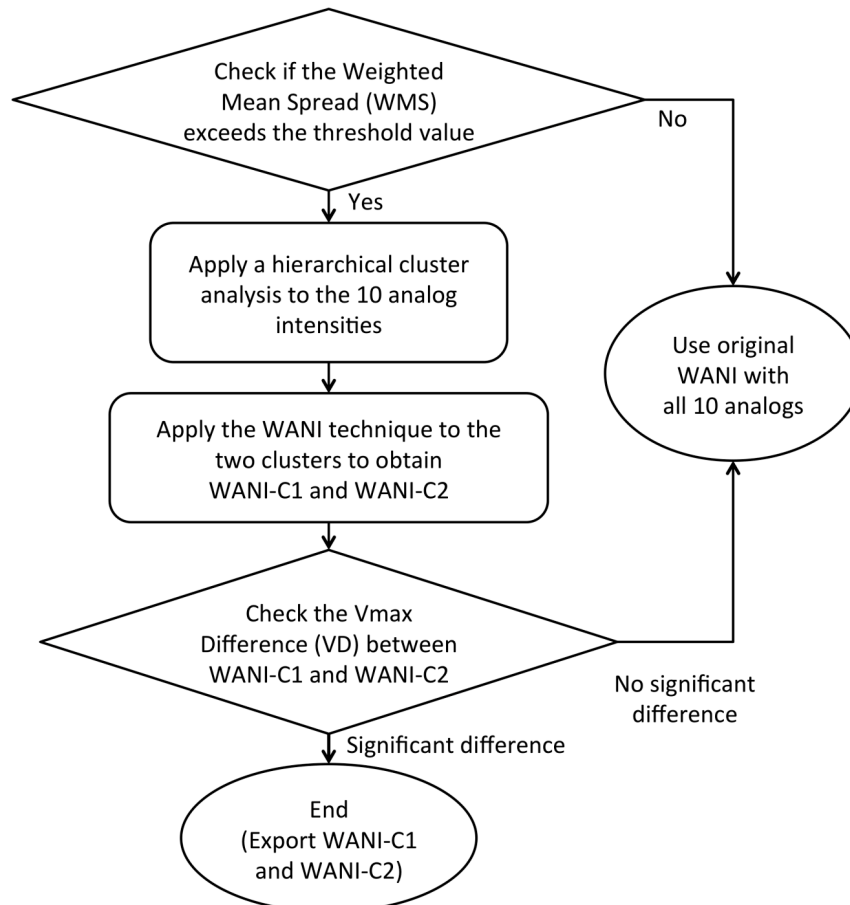 Check if the Weighted
Mean Spread (WMS)
exceeds the threshold value
No
Yes
Apply a hierarchical cluster
analysis to the 10 analog
intensities
Use original
WANI with
all 10 analogs
Apply the WANI technique to the
two clusters to obtain
WANI-C1 and WANI-C2
Check the Vmax
Difference (VD) between
WANI-C1 and WANI-C2
No significant
difference
Significant difference
End
(Export WANI-C1
and WANI-C2)